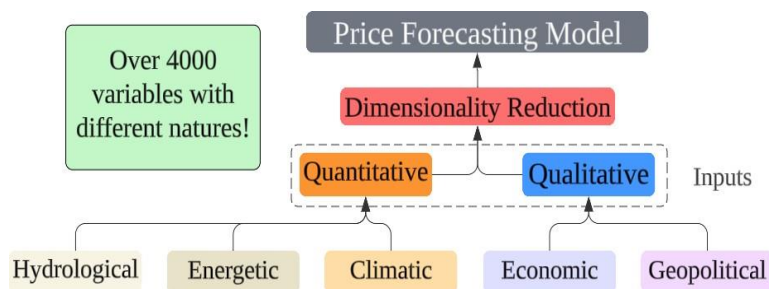 Price Forecasting Model
Over 4000
variables with
different natures!
Dimensionality Reduction
Quantitative
Qualitative
Inputs
Hydrological
Energetic
Climatic
Economic
Geopolitical